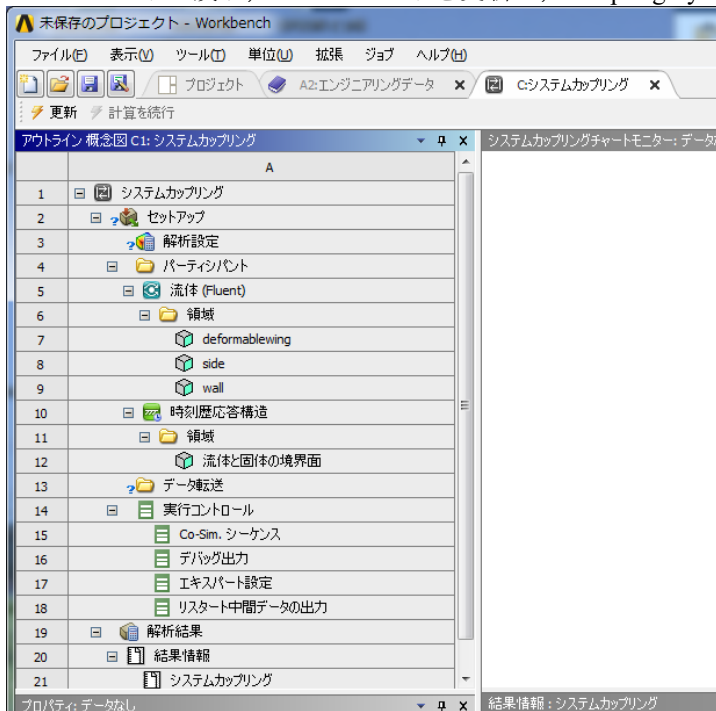 未保存のプロジェクト - Workbench
ファイル(F) 表示(V) ツール(T) 単位(U) 拡張 ジョブ ヘルプ(H)
プロジェクト A2:エンジニアリングデータ C:システムカップリング
更新 計算を続行
アウトライン 概念図 C1: システムカップリング
システムカップリングチャートモニター: データ
A
1 システムカップリング
2 セットアップ
3 解析設定
4 パーティシパント
5 流体 (Fluent)
6 領域
7 deformablewing
8 side
9 wall
10 時刻歴応答構造
11 領域
12 流体と固体の境界面
13 データ転送
14 実行コントロール
15 Co-Sim. シーケンス
16 デバッグ出力
17 エキスパート設定
18 リスタート中間データの出力
19 解析結果
20 結果情報
21 システムカップリング
プロパティ: データなし
結果情報 : システムカップリング